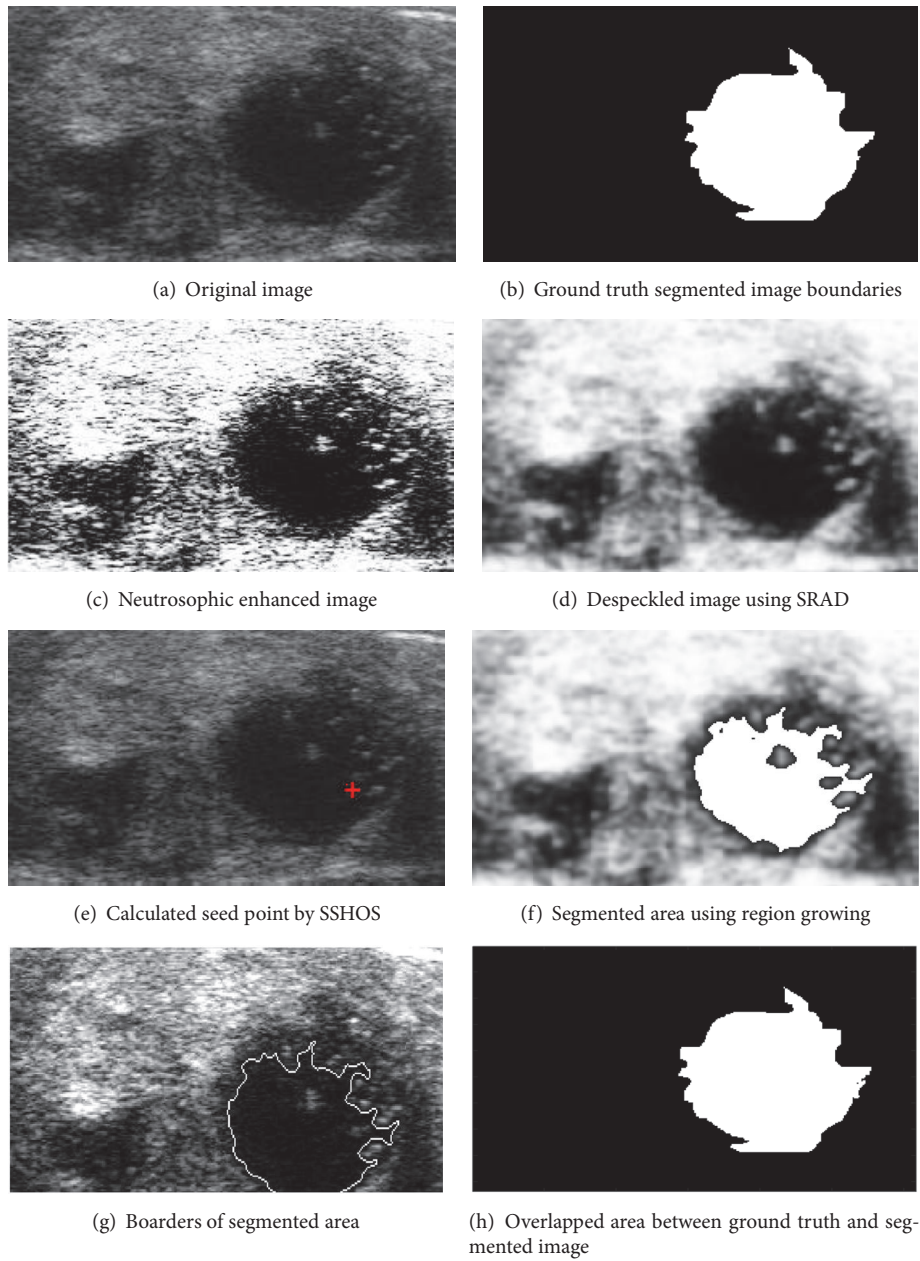 (a) Original image
(b) Ground truth segmented image boundaries
(c) Neutrosophic enhanced image
(d) Despeckled image using SRAD
(e) Calculated seed point by SSHOS
(f) Segmented area using region growing
(g) Boarders of segmented area
(h) Overlapped area between ground truth and seg-
mented image